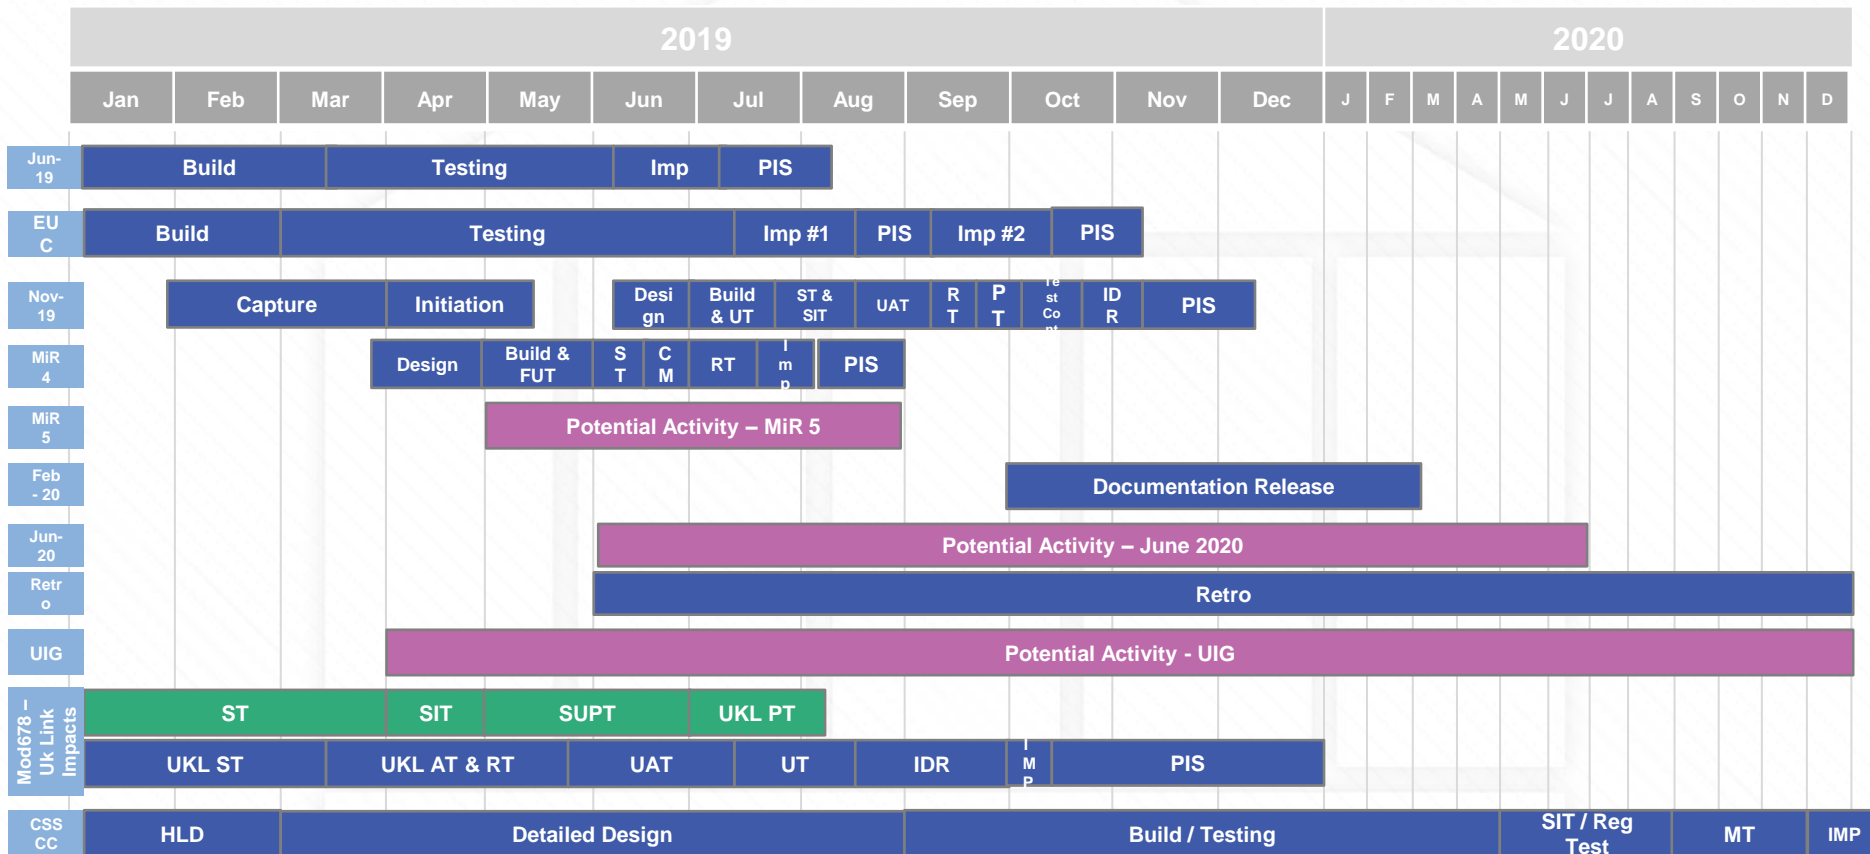 2019
2020
Jan
Feb
Mar
Apr
May
Jun
Jul
Aug
Sep
Oct
Nov
Dec
J
F
M
A
M
J
J
A
S
O
N
D
Jun-
19
Build
Testing
Imp
PIS
EU
C
Build
Testing
Imp #1
PIS
Imp #2
PIS
Nov-
19
Capture
Initiation
Desi
gn
Build
& UT
ST &
SIT
UAT
R
T
P
T
Te
st
Co
nt
ID
R
PIS
MiR
4
Design
Build &
FUT
S
T
C
M
RT
I
m
p
PIS
MiR
5
Potential Activity – MiR 5
Feb
- 20
Documentation Release
Jun-
20
Potential Activity – June 2020
Retr
o
Retro
UIG
Potential Activity - UIG
Mod678 –
Uk Link
Impacts
ST
SIT
SUPT
UKL PT
UKL ST
UKL AT & RT
UAT
UT
IDR
I
M
P
PIS
CSS
CC
HLD
Detailed Design
Build / Testing
SIT / Reg
Test
MT
IMP